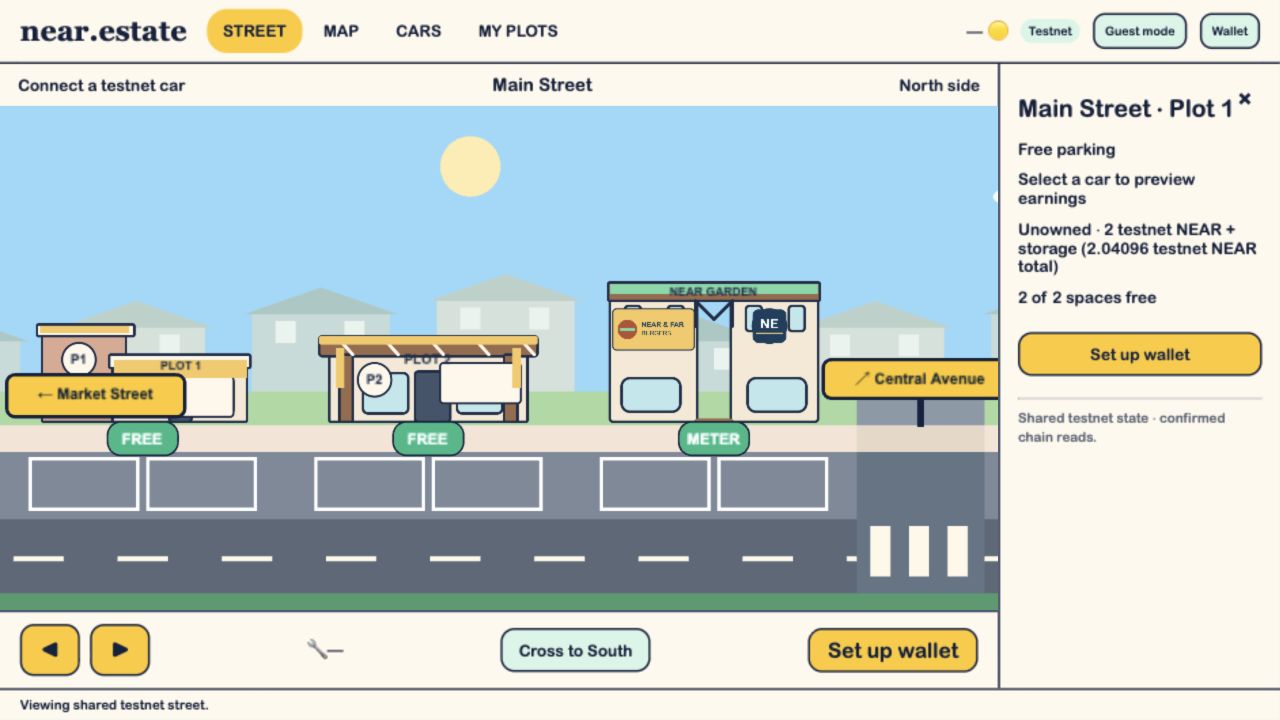 near.estate
STREET
MAP
CARS
MY PLOTS
—
Testnet
Guest mode
Wallet
Connect a testnet car
Main Street
North side
Main Street · Plot 1
×
Free parking
Select a car to preview
earnings
Unowned · 2 testnet NEAR +
storage (2.04096 testnet NEAR
total)
2 of 2 spaces free
Set up wallet
Shared testnet state · confirmed
chain reads.
NEAR GARDEN
NEAR & FAR
BURGERS
NE
P1
PLOT 1
PLOT 2
P2
← Market Street
↗ Central Avenue
FREE
FREE
METER
◀
▶
—
Cross to South
Set up wallet
Viewing shared testnet street.